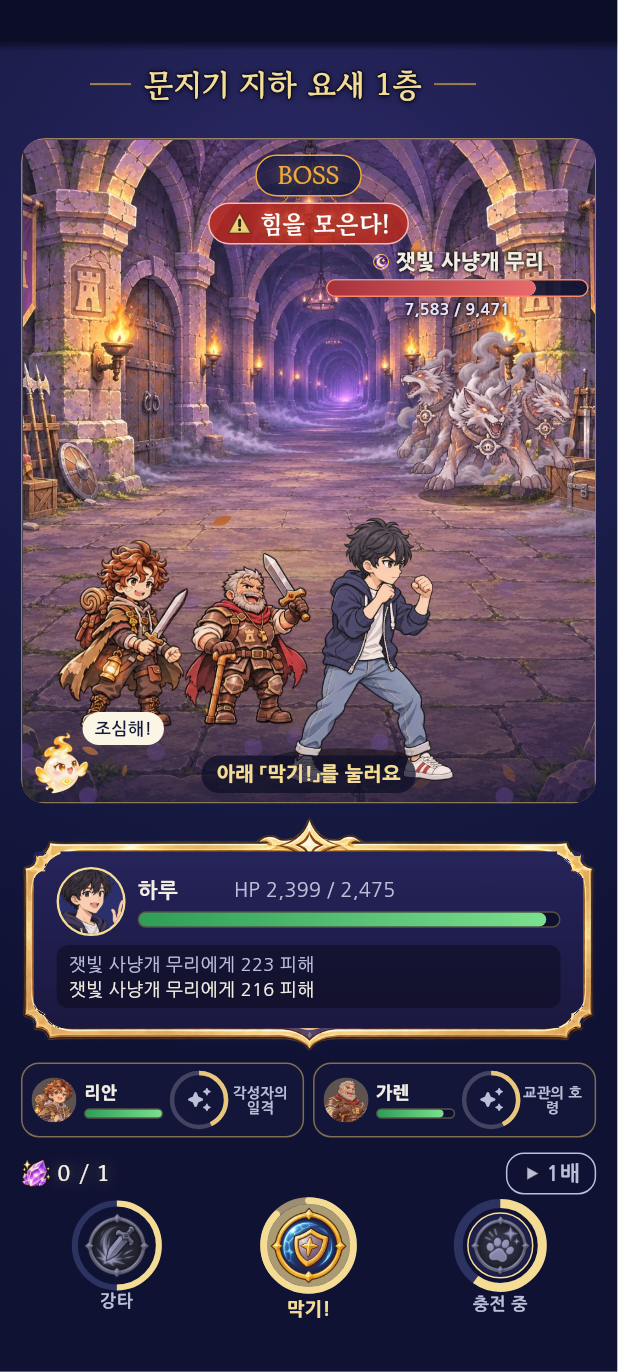 문지기 지하 요새 1층
BOSS
힘을 모은다!
잿빛 사냥개 무리
7,583 / 9,471
조심해!
아래 「막기!」를 눌러요
하루 HP 2,399 / 2,475
잿빛 사냥개 무리에게 223 피해
잿빛 사냥개 무리에게 216 피해
리안
각성자의
일격
가렌
교관의 호
령
0 / 1
1배
강타
막기!
충전 중